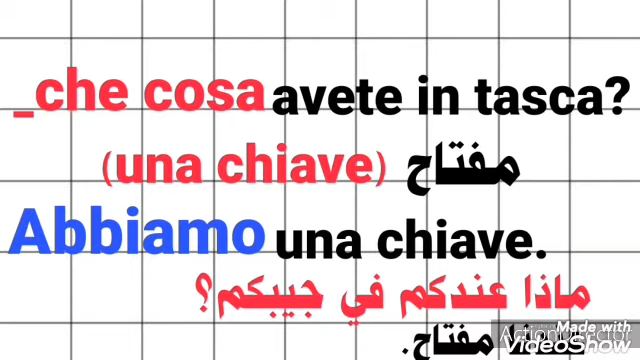 _che cosa avete in tasca?
(una chiave) مفتاح
Abbiamo una chiave.
ماذا عندكم في جيبكم؟
مفتاح.
Made with
VideoShow